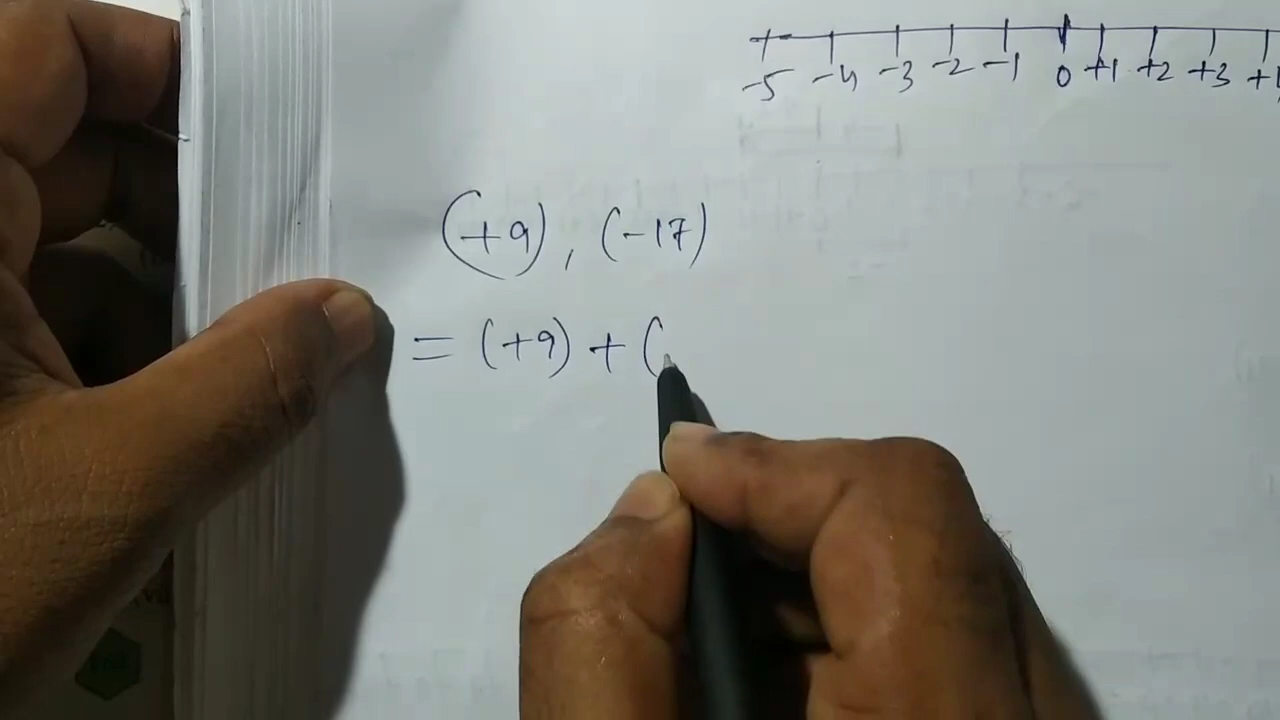 -5 -4 -3 -2 -1 0 +1 +2 +3
(+9), (-17)
= (+9) + (